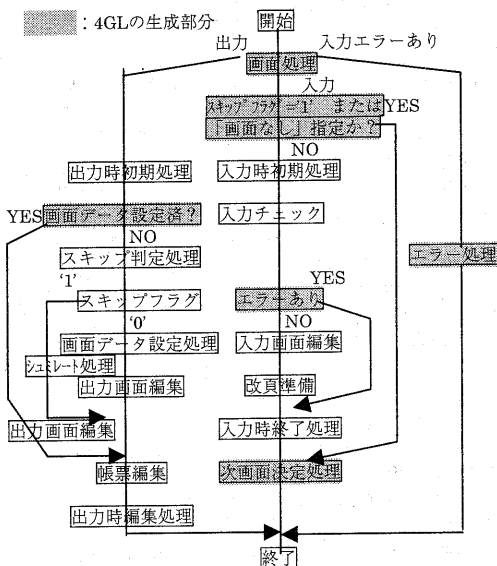 ：4GLの生成部分
開始
出力
入力エラーあり
画面処理
入力
スキップフラグ='1' または YES
「画面なし」指定か？
NO
出力時初期処理
入力時初期処理
YES 画面データ設定済？
入力チェック
NO
エラー処理
スキップ判定処理
'1'
YES
スキップフラグ
エラーあり
'0'
NO
画面データ設定処理
入力画面編集
シュミレート処理
出力画面編集
改頁準備
出力画面編集
入力時終了処理
帳票編集
次画面決定処理
出力時編集処理
終了